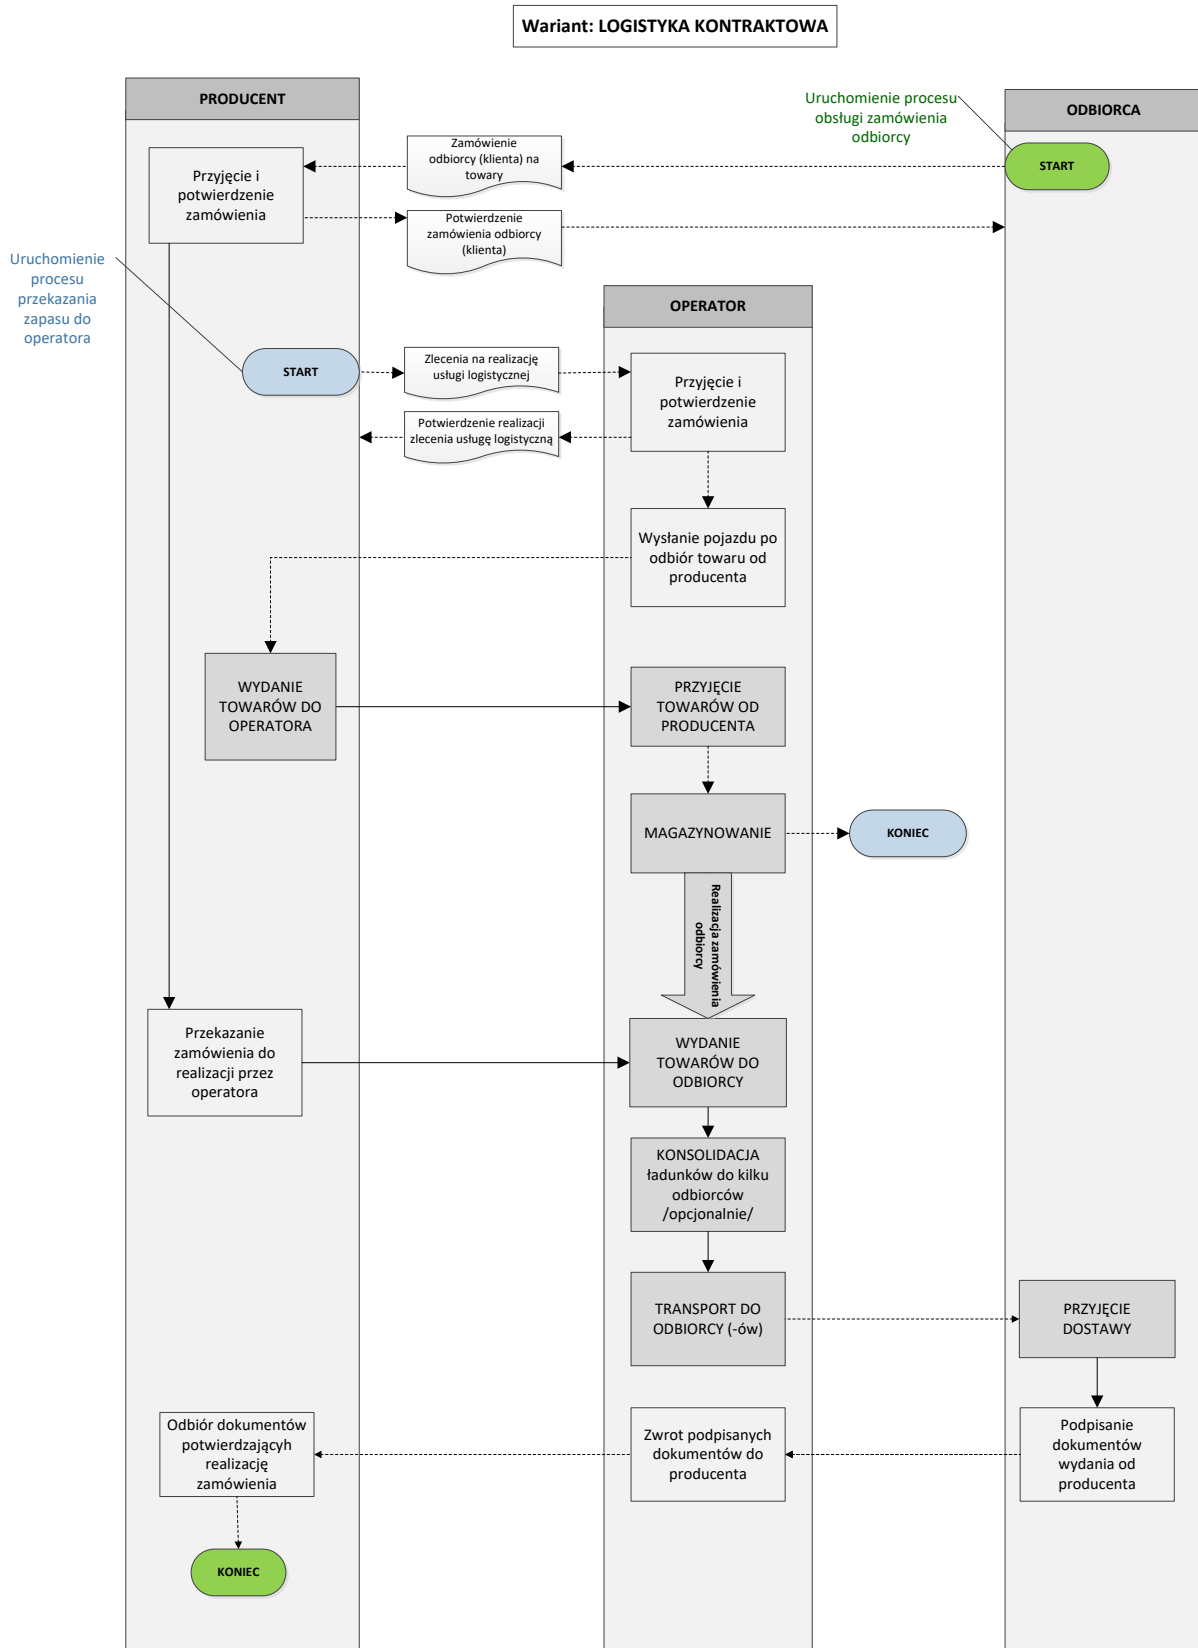 Wariant: LOGISTYKA KONTRAKTOWA
PRODUCENT
Uruchomienie procesu
obsługi zamówienia
odbiorcy
ODBIORCA
START
Zamówienie
odbiorcy (klienta) na
towary
Przyjęcie i
potwierdzenie
zamówienia
Potwierdzenie
zamówienia odbiorcy
(klienta)
Uruchomienie
procesu
przekazania
zapasu do
operatora
OPERATOR
START
Zlecenia na realizację
usługi logistycznej
Przyjęcie i
potwierdzenie
zamówienia
Potwierdzenie realizacji
zlecenia usługę logistyczną
Wysłanie pojazdu po
odbiór towaru od
producenta
WYDANIE
TOWARÓW DO
OPERATORA
PRZYJĘCIE
TOWARÓW OD
PRODUCENTA
MAGAZYNOWANIE
KONIEC
Realizacja zamówienia
odbiorcy
Przekazanie
zamówienia do
realizacji przez
operatora
WYDANIE
TOWARÓW DO
ODBIORCY
KONSOLIDACJA
ładunków do kilku
odbiorców
/opcjonalnie/
TRANSPORT DO
ODBIORCY (-ów)
PRZYJĘCIE
DOSTAWY
Odbiór dokumentów
potwierdzającyh
realizację
zamówienia
Zwrot podpisanych
dokumentów do
producenta
Podpisanie
dokumentów
wydania od
producenta
KONIEC